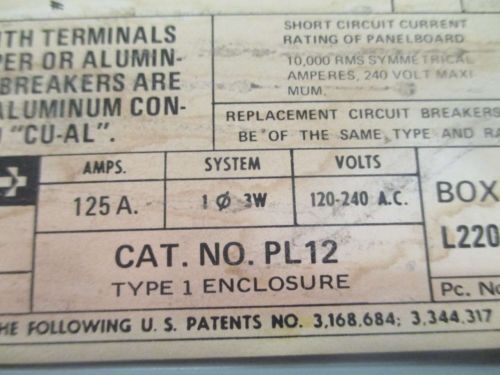 ITH TERMINALS
PER OR ALUMIN-
BREAKERS ARE
ALUMINUM CON-
"CU-AL".
SHORT CIRCUIT CURRENT
RATING OF PANELBOARD
10,000 RMS SYMMETRICAL
AMPERES, 240 VOLT MAXI
MUM.
REPLACEMENT CIRCUIT BREAKERS
BE OF THE SAME, TYPE AND RA
AMPS. SYSTEM VOLTS
125 A. 1 Ø 3W 120-240 A.C.
BOX
L220
CAT. NO. PL12
TYPE 1 ENCLOSURE
Pc. No
HE FOLLOWING U. S. PATENTS NO. 3,168,684; 3,344,317